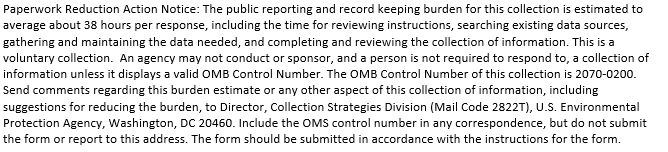 Paperwork Reduction Action Notice: The public reporting and record keeping burden for this collection is estimated to
average about 38 hours per response, including the time for reviewing instructions, searching existing data sources,
gathering and maintaining the data needed, and completing and reviewing the collection of information. This is a
voluntary collection.  An agency may not conduct or sponsor, and a person is not required to respond to, a collection of
information unless it displays a valid OMB Control Number. The OMB Control Number of this collection is 2070-0200.
Send comments regarding this burden estimate or any other aspect of this collection of information, including
suggestions for reducing the burden, to Director, Collection Strategies Division (Mail Code 2822T), U.S. Environmental
Protection Agency, Washington, DC 20460. Include the OMS control number in any correspondence, but do not submit
the form or report to this address. The form should be submitted in accordance with the instructions for the form.